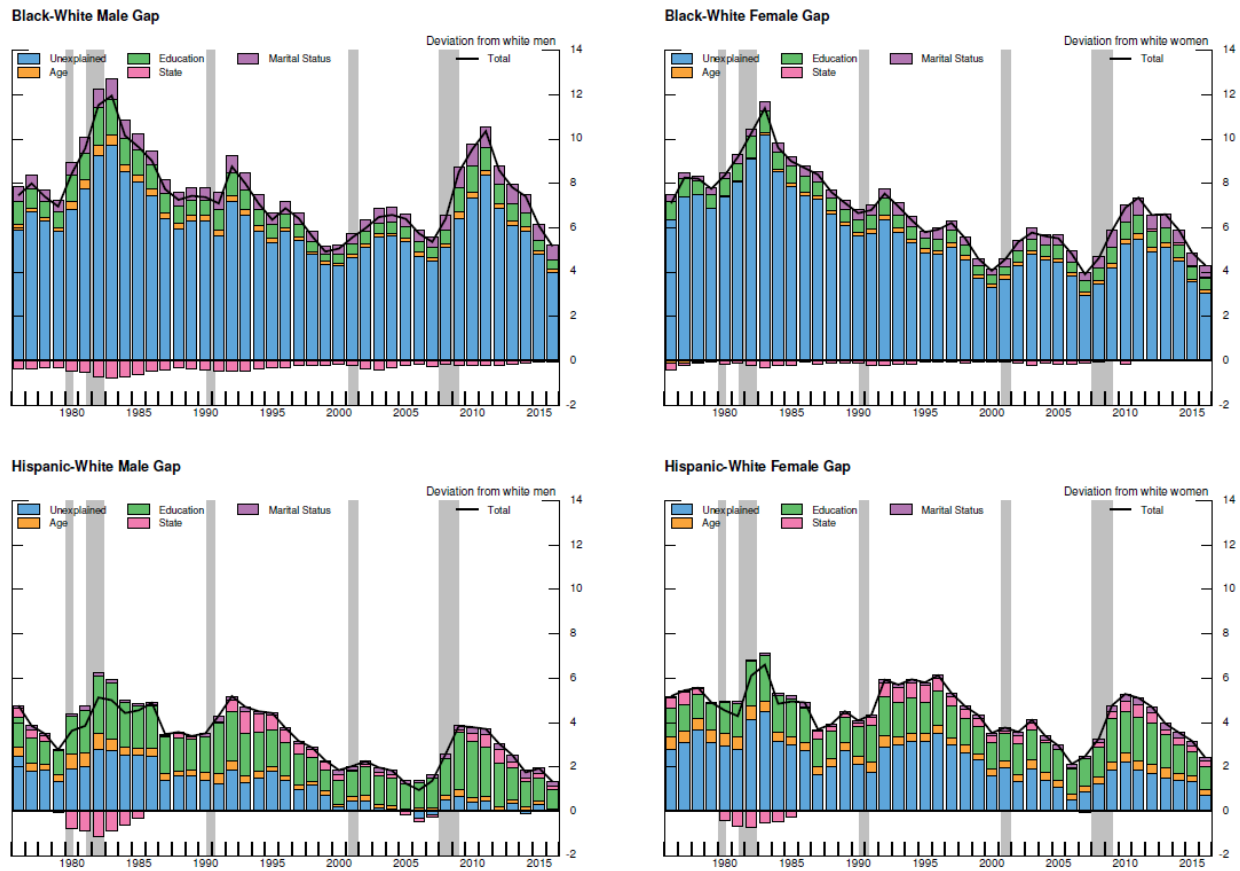 Black-White Male Gap
Deviation from white men
Unexplained Education Marital Status Total
Age State
14
12
10
8
6
4
2
0
-2
1980 1985 1990 1995 2000 2005 2010 2015
Black-White Female Gap
Deviation from white women
Unexplained Education Marital Status Total
Age State
14
12
10
8
6
4
2
0
-2
1980 1985 1990 1995 2000 2005 2010 2015
Hispanic-White Male Gap
Deviation from white men
Unexplained Education Marital Status Total
Age State
14
12
10
8
6
4
2
0
-2
1980 1985 1990 1995 2000 2005 2010 2015
Hispanic-White Female Gap
Deviation from white women
Unexplained Education Marital Status Total
Age State
14
12
10
8
6
4
2
0
-2
1980 1985 1990 1995 2000 2005 2010 2015